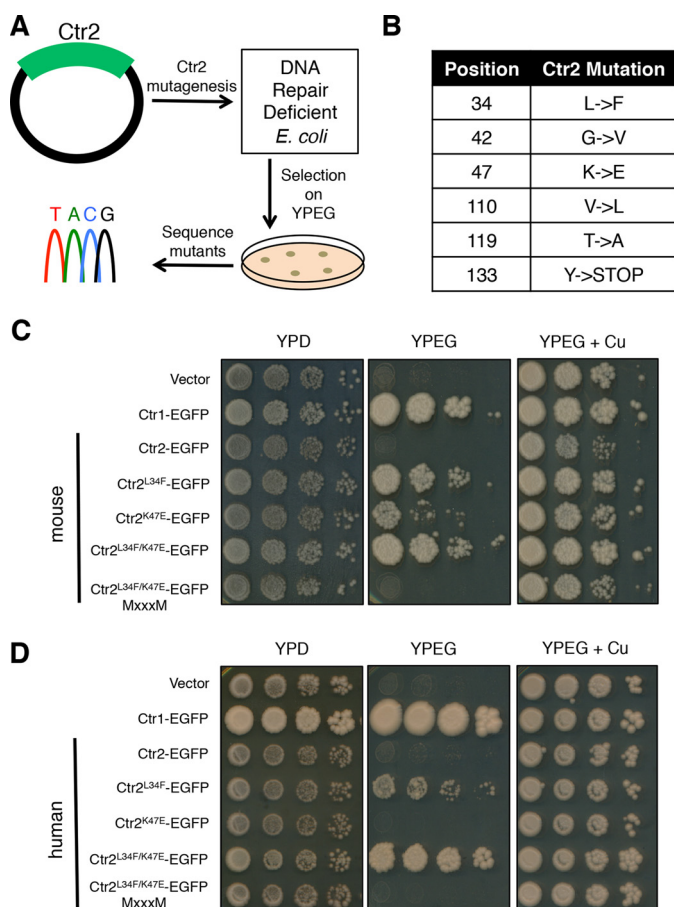 A
Ctr2
Ctr2
mutagenesis
DNA
Repair
Deficient
E. coli
Selection
on
YPEG
T A C G
Sequence
mutants
B
Position Ctr2 Mutation
34 L->F
42 G->V
47 K->E
110 V->L
119 T->A
133 Y->STOP
C
YPD YPEG YPEG + Cu
Vector
Ctr1-EGFP
mouse
Ctr2-EGFP
Ctr2L34F-EGFP
Ctr2K47E-EGFP
Ctr2L34F/K47E-EGFP
Ctr2L34F/K47E-EGFP
MxxxM
D
YPD YPEG YPEG + Cu
Vector
Ctr1-EGFP
human
Ctr2-EGFP
Ctr2L34F-EGFP
Ctr2K47E-EGFP
Ctr2L34F/K47E-EGFP
Ctr2L34F/K47E-EGFP
MxxxM